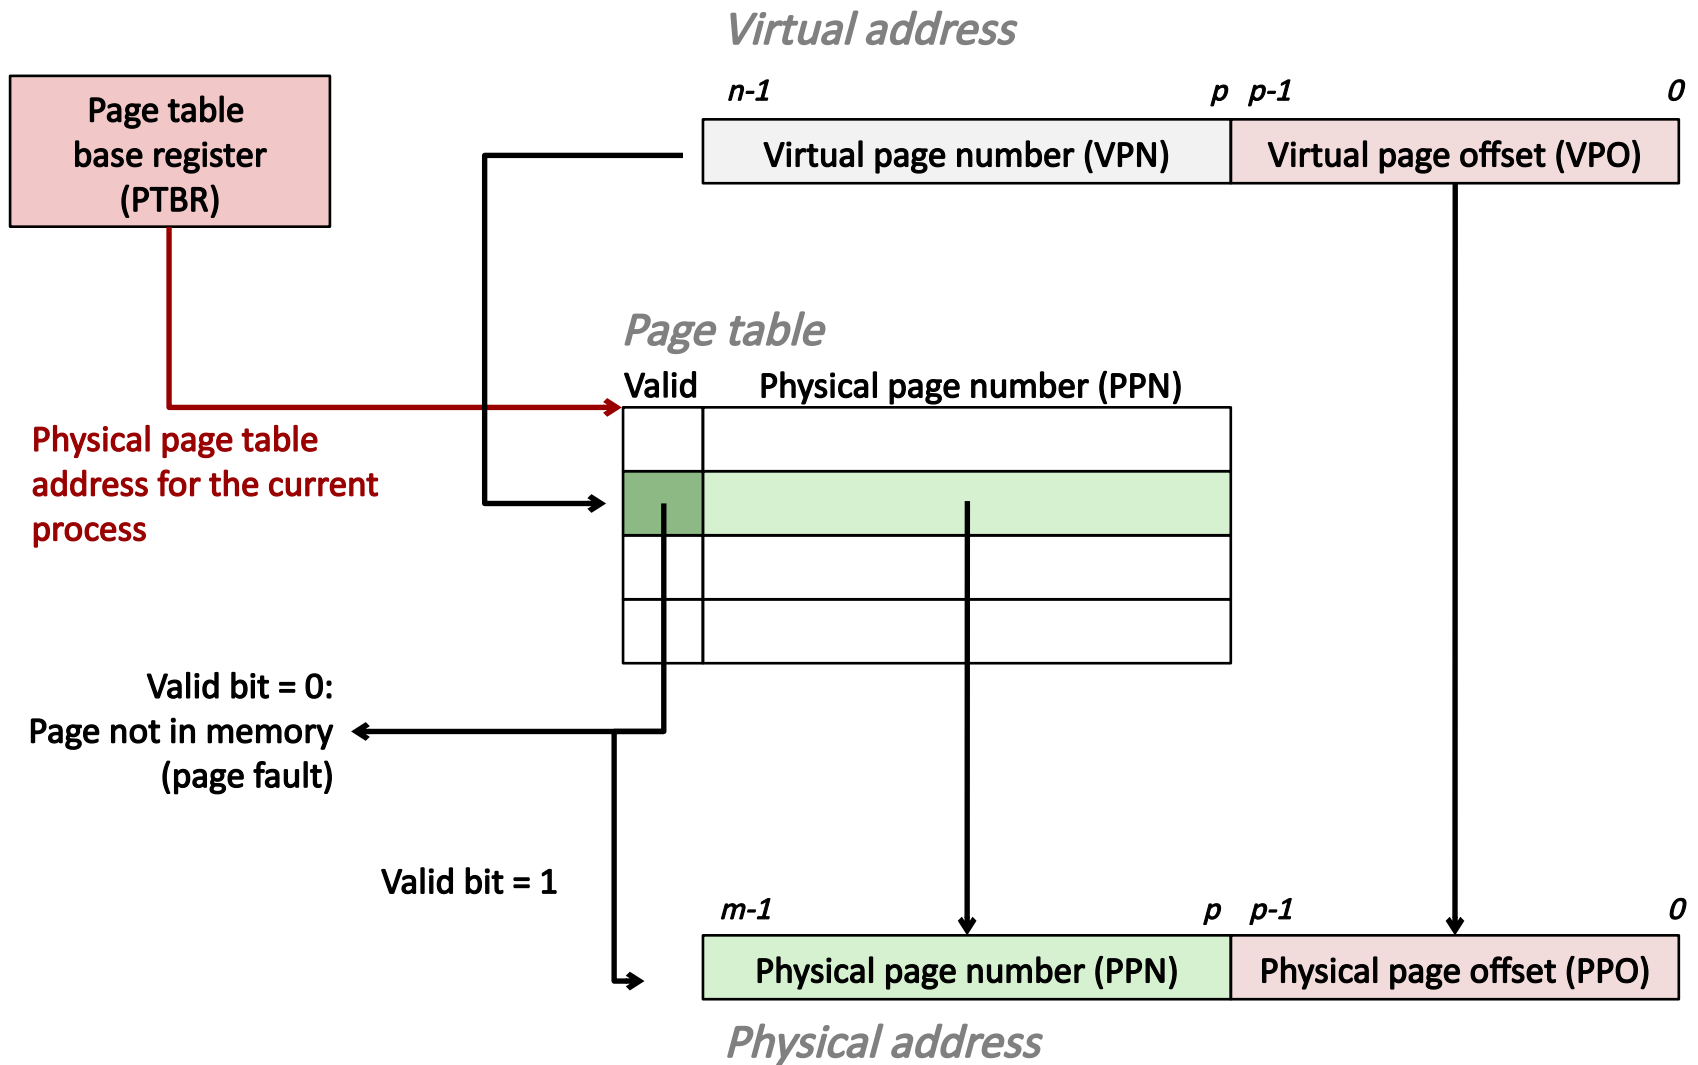 Virtual address
n-1 p p-1 0
Page table
base register
(PTBR)
Virtual page number (VPN) Virtual page offset (VPO)
Page table
Valid Physical page number (PPN)
Physical page table
address for the current
process
Valid bit = 0:
Page not in memory
(page fault)
Valid bit = 1
m-1 p p-1 0
Physical page number (PPN) Physical page offset (PPO)
Physical address